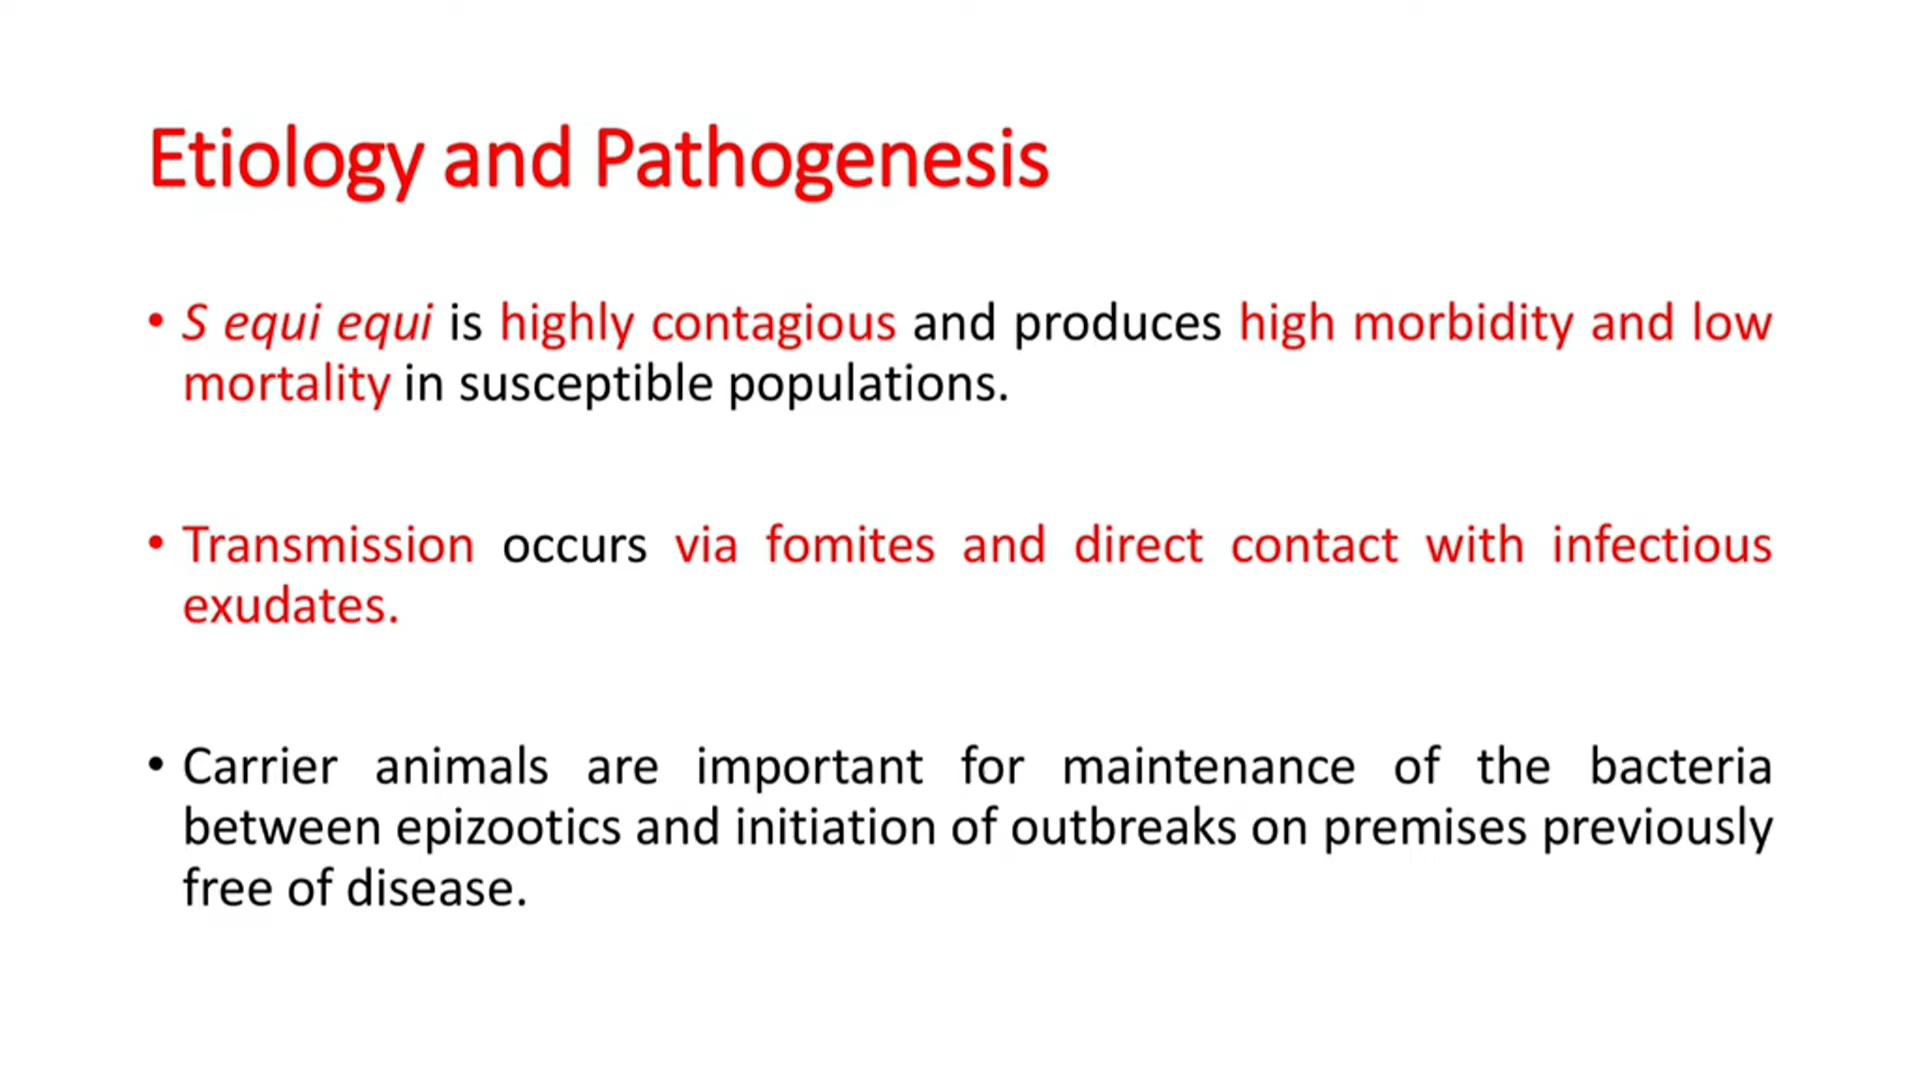 Etiology and Pathogenesis
• S equi equi is highly contagious and produces high morbidity and low
mortality in susceptible populations.
• Transmission occurs via fomites and direct contact with infectious
exudates.
• Carrier animals are important for maintenance of the bacteria
between epizootics and initiation of outbreaks on premises previously
free of disease.